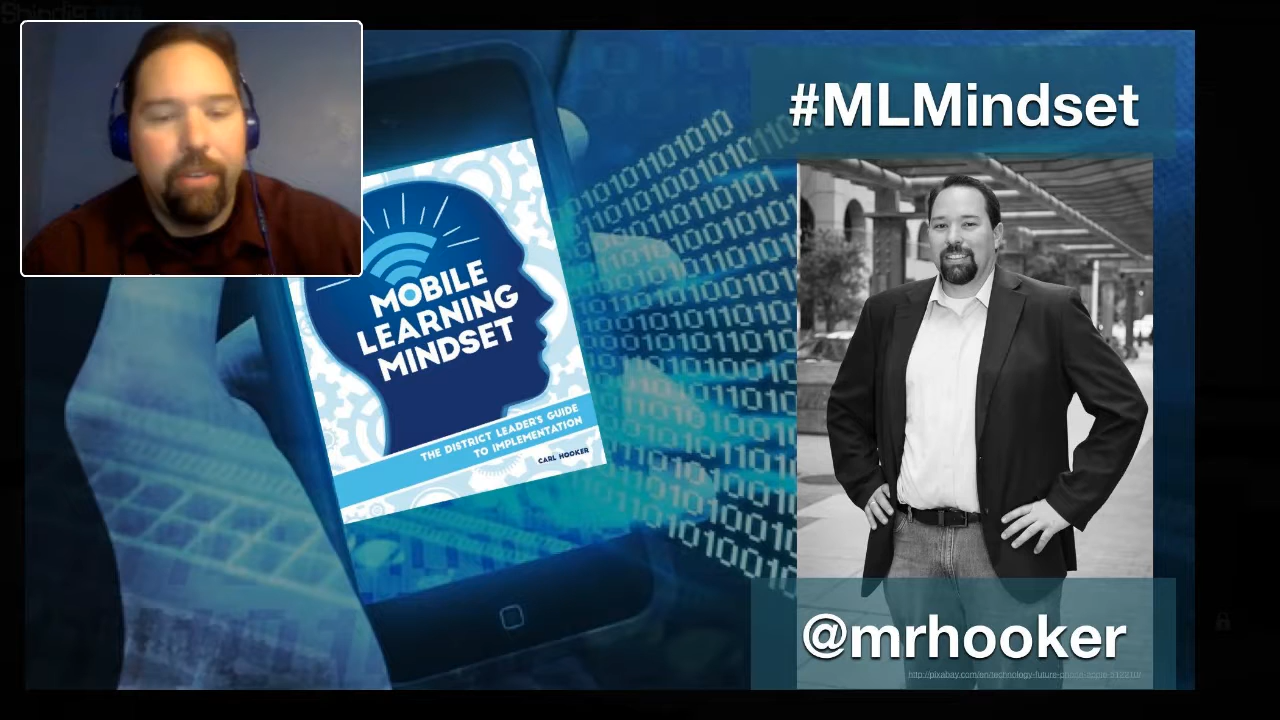 #MLMindset
MOBILE
LEARNING
MINDSET
THE DISTRICT LEADER'S GUIDE
TO IMPLEMENTATION
CARL HOOKER
@mrhooker